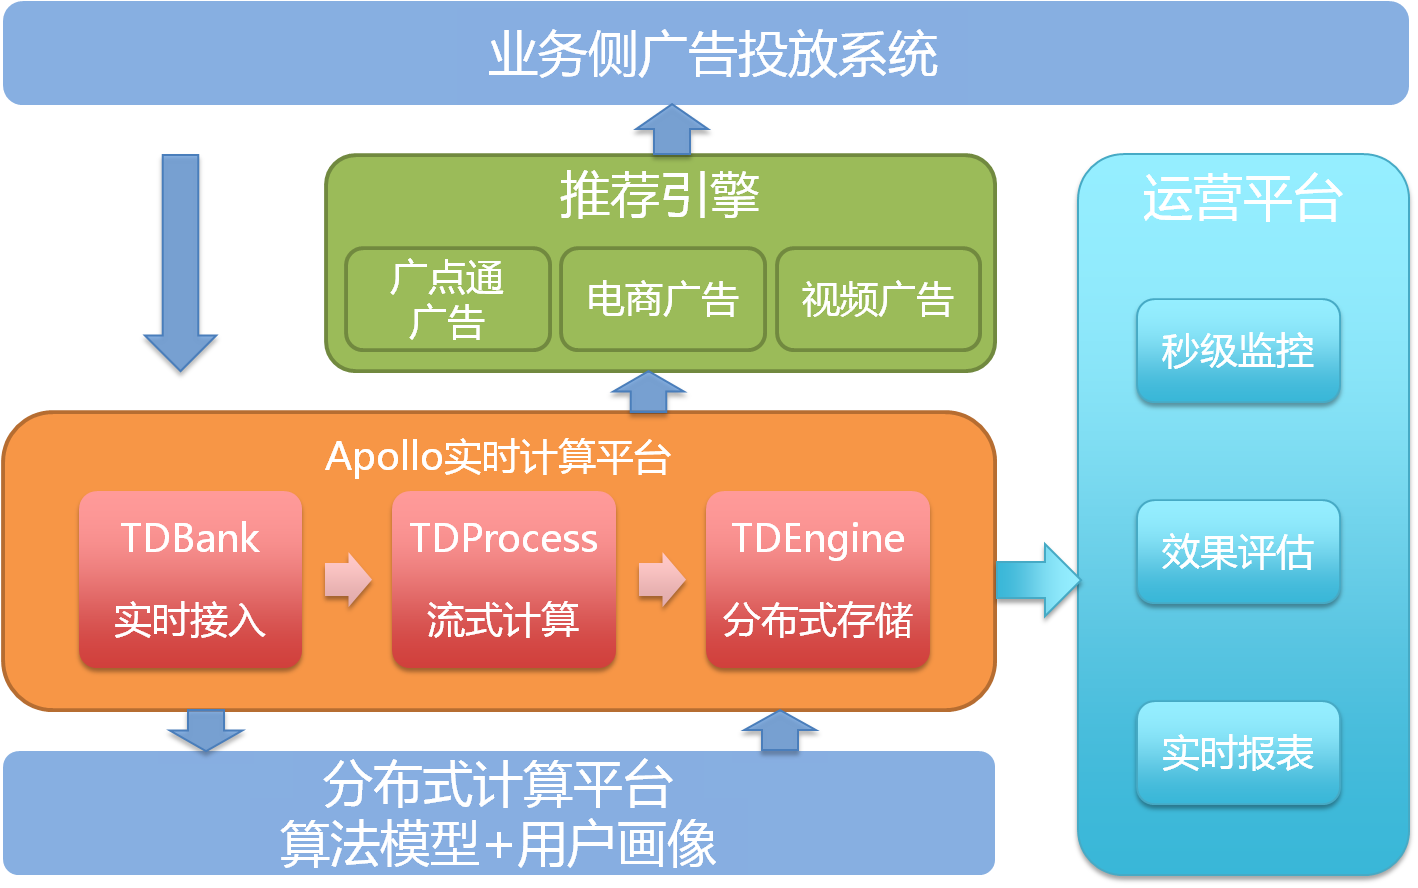 业务侧广告投放系统
推荐引擎
广点通
广告
电商广告
视频广告
Apollo实时计算平台
TDBank
实时接入
TDProcess
流式计算
TDEngine
分布式存储
分布式计算平台
算法模型+用户画像
运营平台
秒级监控
效果评估
实时报表